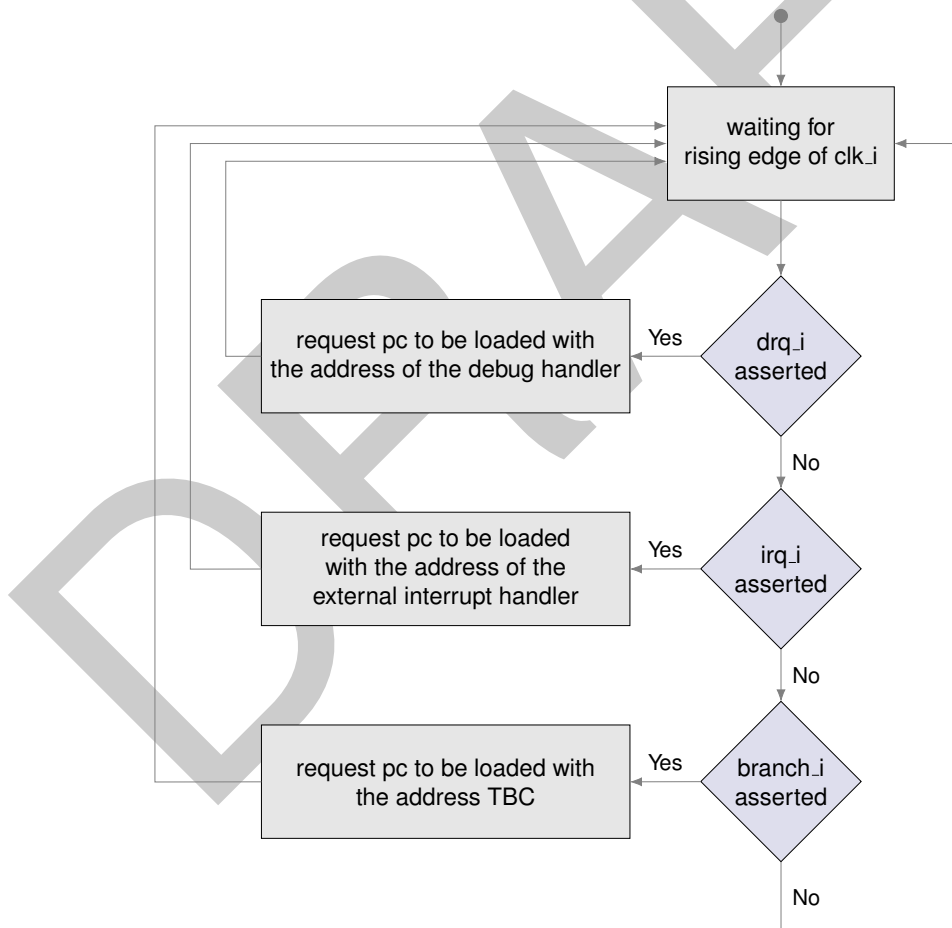 waiting for
rising edge of clk_i
request pc to be loaded with
the address of the debug handler
Yes
drq_i
asserted
No
request pc to be loaded
with the address of the
external interrupt handler
Yes
irq_i
asserted
No
request pc to be loaded with
the address TBC
Yes
branch_i
asserted
No